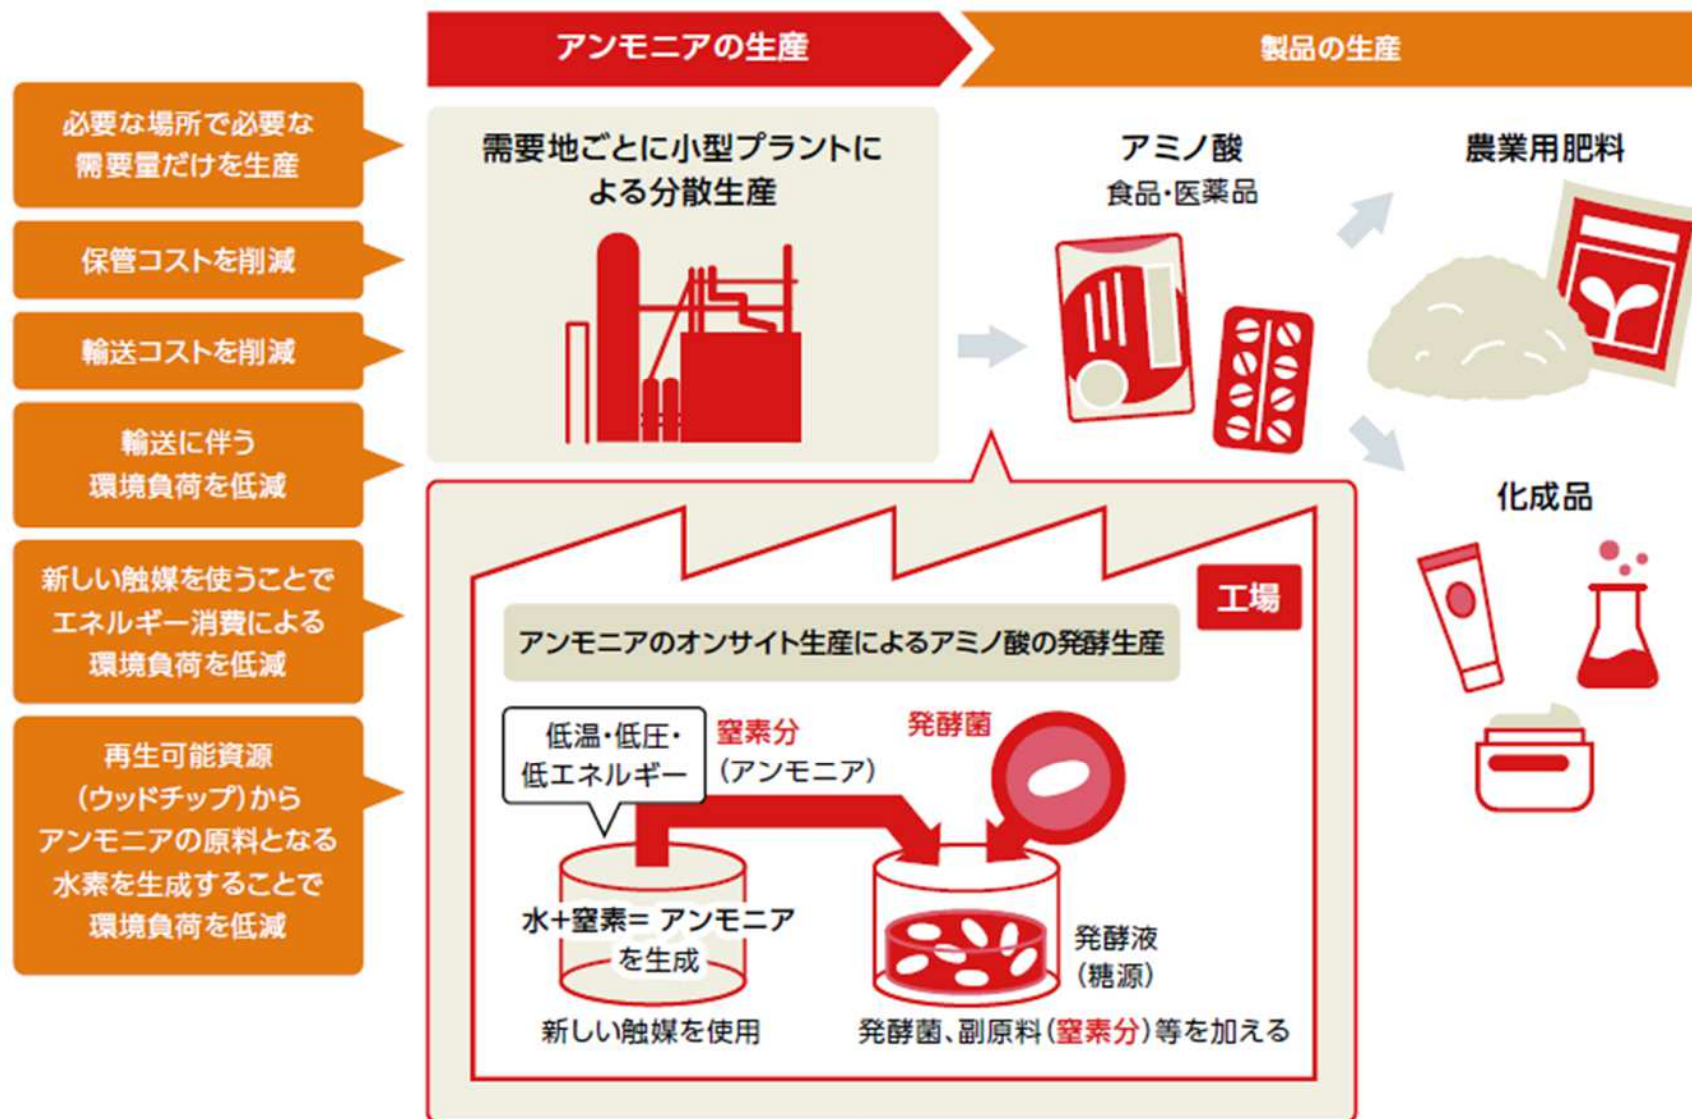 アンモニアの生産
製品の生産
必要な場所で必要な
需要量だけを生産
保管コストを削減
輸送コストを削減
輸送に伴う
環境負荷を低減
新しい触媒を使うことで
エネルギー消費による
環境負荷を低減
再生可能資源
(ウッドチップ)から
アンモニアの原料となる
水素を生成することで
環境負荷を低減
需要地ごとに小型プラントに
よる分散生産
アミノ酸
食品・医薬品
農業用肥料
化成品
工場
アンモニアのオンサイト生産によるアミノ酸の発酵生産
低温・低圧・
低エネルギー
窒素分
(アンモニア)
発酵菌
水+窒素= アンモニア
を生成
新しい触媒を使用
発酵液
(糖源)
発酵菌、副原料(窒素分)等を加える